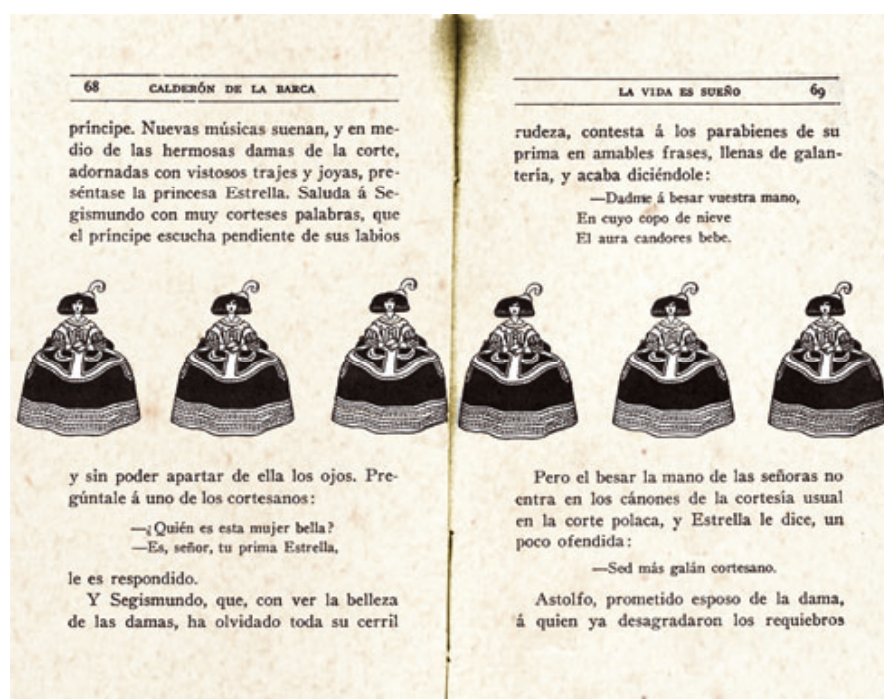 68 CALDERÓN DE LA BARCA
príncipe. Nuevas músicas suenan, y en me-
dio de las hermosas damas de la corte,
adornadas con vistosos trajes y joyas, pre-
séntase la princesa Estrella. Saluda á Se-
gismundo con muy corteses palabras, que
el príncipe escucha pendiente de sus labios
y sin poder apartar de ella los ojos. Pre-
gúntale á uno de los cortesanos:
—¿Quién es esta mujer bella?
—Es, señor, tu prima Estrella,
le es respondido.
Y Segismundo, que, con ver la belleza
de las damas, ha olvidado toda su cerril
LA VIDA ES SUEÑO 69
rudeza, contesta á los parabienes de su
prima en amables frases, llenas de galan-
tería, y acaba diciéndole:
—Dadme á besar vuestra mano,
En cuyo copo de nieve
El aura candores bebe.
Pero el besar la mano de las señoras no
entra en los cánones de la cortesía usual
en la corte polaca, y Estrella le dice, un
poco ofendida:
—Sed más galán cortesano.
Astolfo, prometido esposo de la dama,
á quien ya desagradaron los requiebros